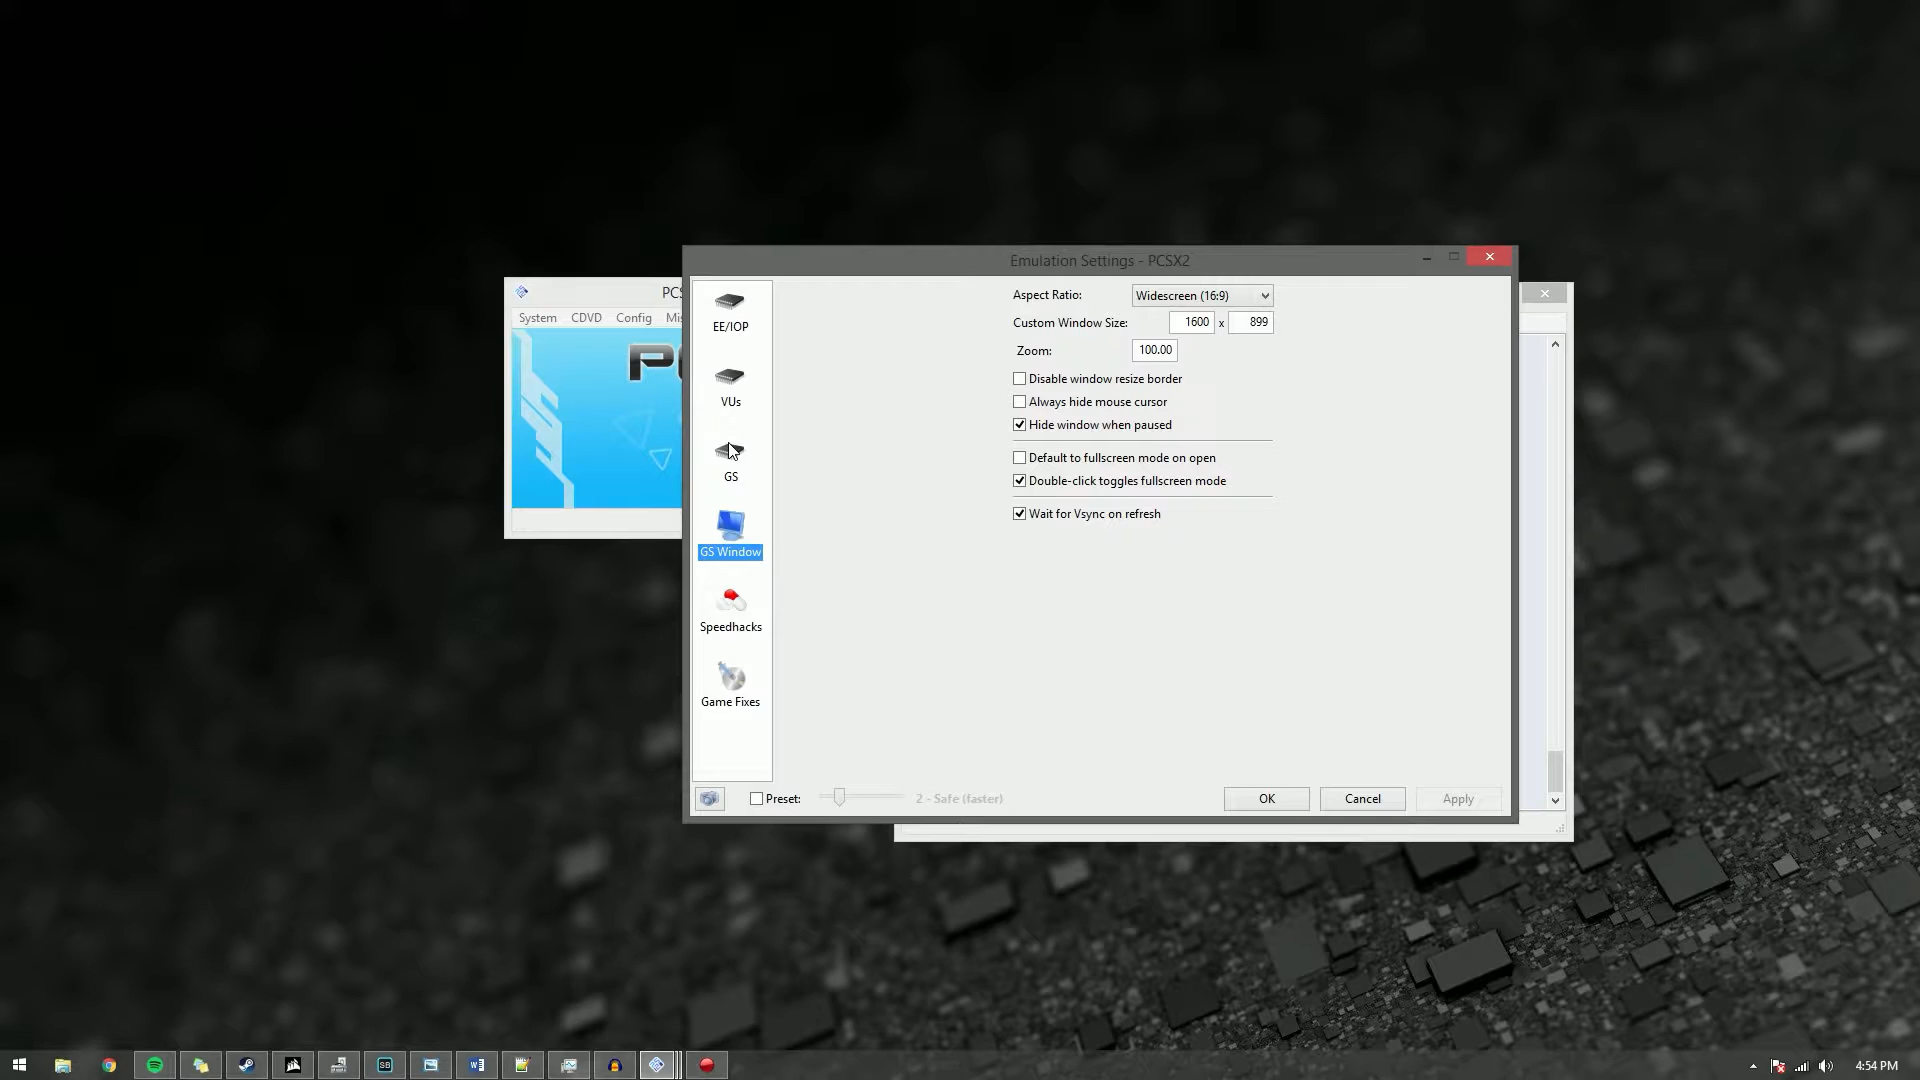 Emulation Settings - PCSX2
System CDVD Config
EE/IOP
VUs
GS
GS Window
Speedhacks
Game Fixes
Aspect Ratio: Widescreen (16:9)
Custom Window Size: 1600 x 899
Zoom: 100.00
Disable window resize border
Always hide mouse cursor
Hide window when paused
Default to fullscreen mode on open
Double-click toggles fullscreen mode
Wait for Vsync on refresh
Preset: 2 - Safe (faster)
OK Cancel Apply
SB
4:54 PM